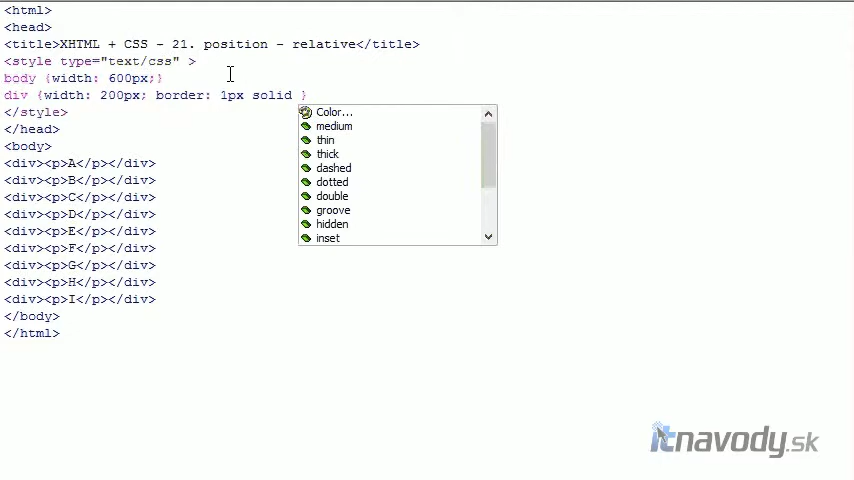 <html>
<head>
<title>XHTML + CSS - 21. position - relative</title>
<style type="text/css" >
body {width: 600px;}
div {width: 200px; border: 1px solid }
</style>
</head>
<body>
<div><p>A</p></div>
<div><p>B</p></div>
<div><p>C</p></div>
<div><p>D</p></div>
<div><p>E</p></div>
<div><p>F</p></div>
<div><p>G</p></div>
<div><p>H</p></div>
<div><p>I</p></div>
</body>
</html>
Color...
medium
thin
thick
dashed
dotted
double
groove
hidden
inset
itnavody.sk